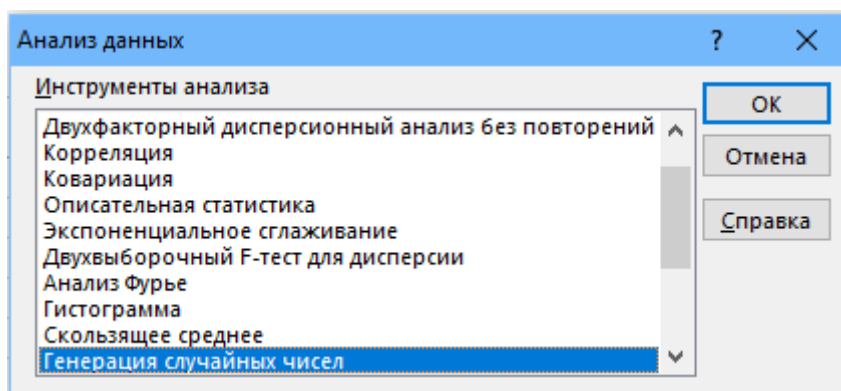 Анализ данных
?
Инструменты анализа
Двухфакторный дисперсионный анализ без повторений
Корреляция
Ковариация
Описательная статистика
Экспоненциальное сглаживание
Двухвыборочный F-тест для дисперсии
Анализ Фурье
Гистограмма
Скользящее среднее
Генерация случайных чисел
ОК
Отмена
Справка